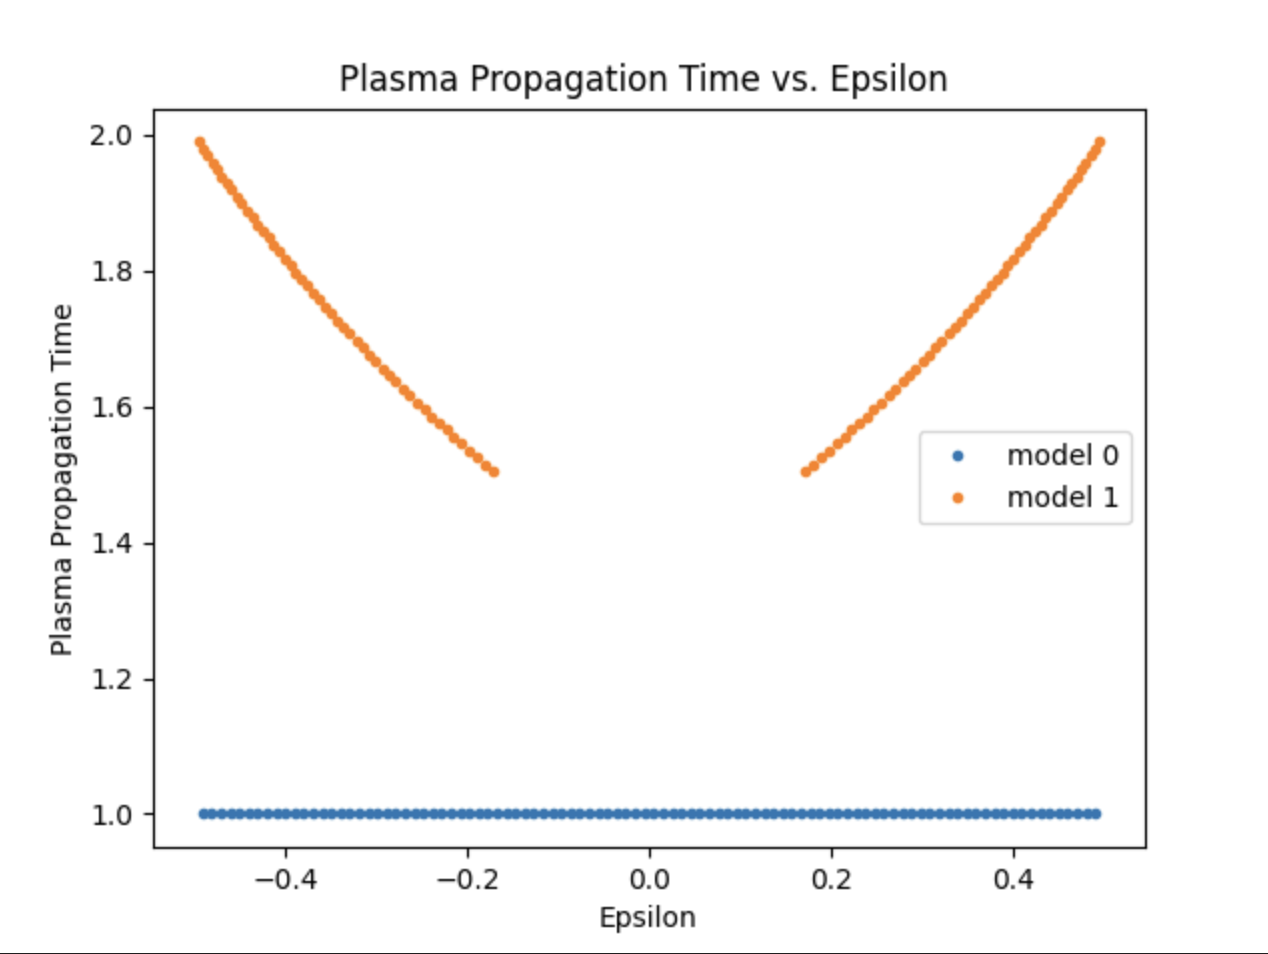 Plasma Propagation Time vs. Epsilon
Plasma Propagation Time
2.0
1.8
1.6
1.4
1.2
1.0
model 0
model 1
−0.4
−0.2
0.0
0.2
0.4
Epsilon